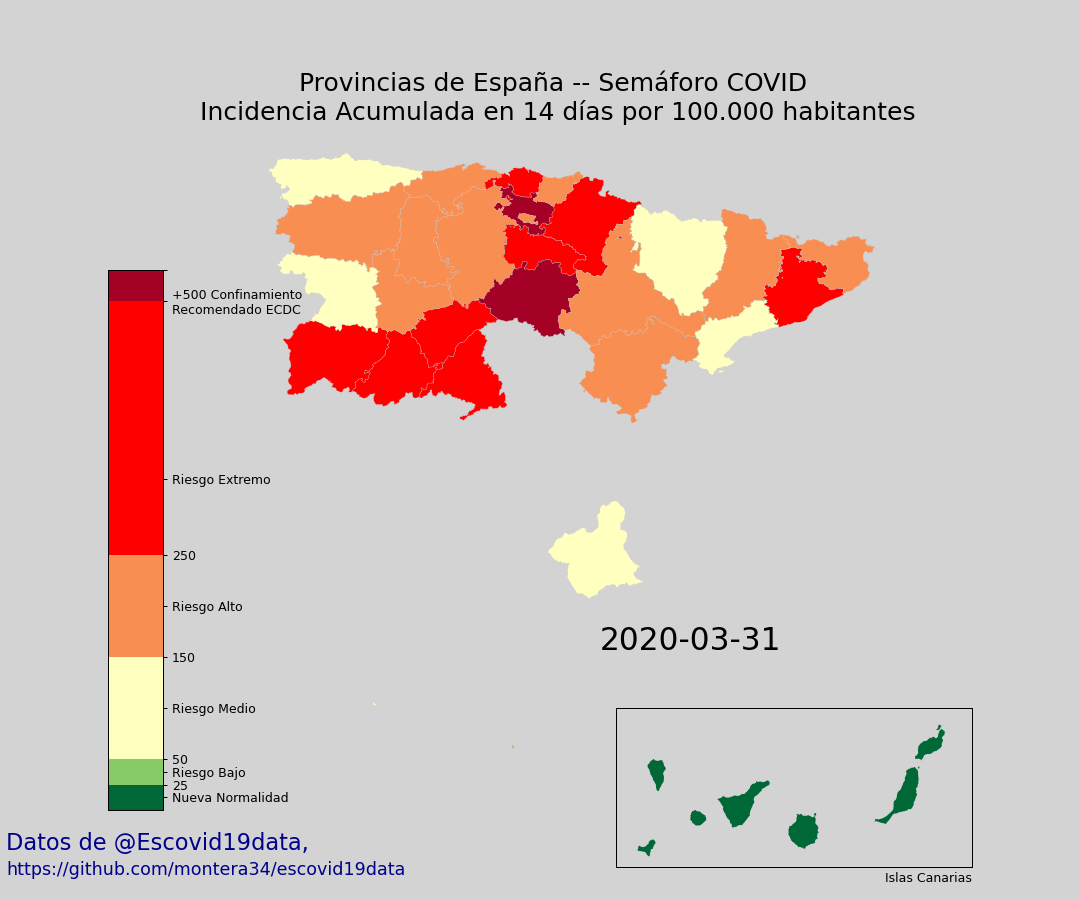 Provincias de España -- Semáforo COVID
Incidencia Acumulada en 14 días por 100.000 habitantes
+500 Confinamiento
Recomendado ECDC
Riesgo Extremo
250
Riesgo Alto
150
Riesgo Medio
50
Riesgo Bajo
25
Nueva Normalidad
2020-03-31
Islas Canarias
Datos de @Escovid19data,
https://github.com/montera34/escovid19data